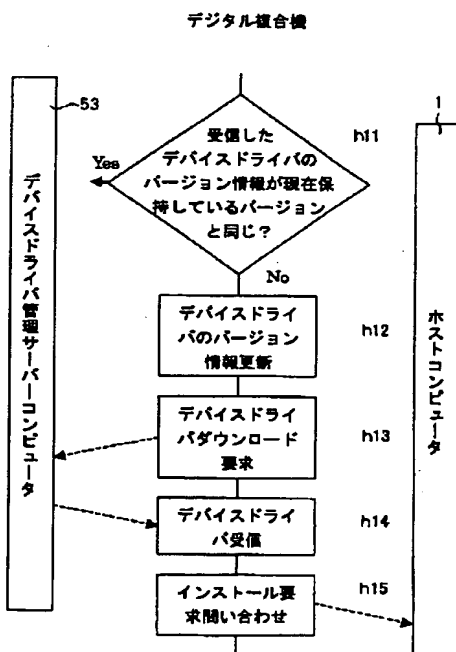 デジタル複合機
53
1
受信した
デバイスドライバの
バージョン情報が現在保
持しているバージョン
と同じ?
h11
Yes
No
デバイスドライ
バのバージョン
情報更新
h12
デバイスドライ
バダウンロード
要求
h13
デバイスドライ
バ受信
h14
インストール要
求問い合わせ
h15
デバイスドライバ管理サーバーコンピュータ
ホストコンピュータ